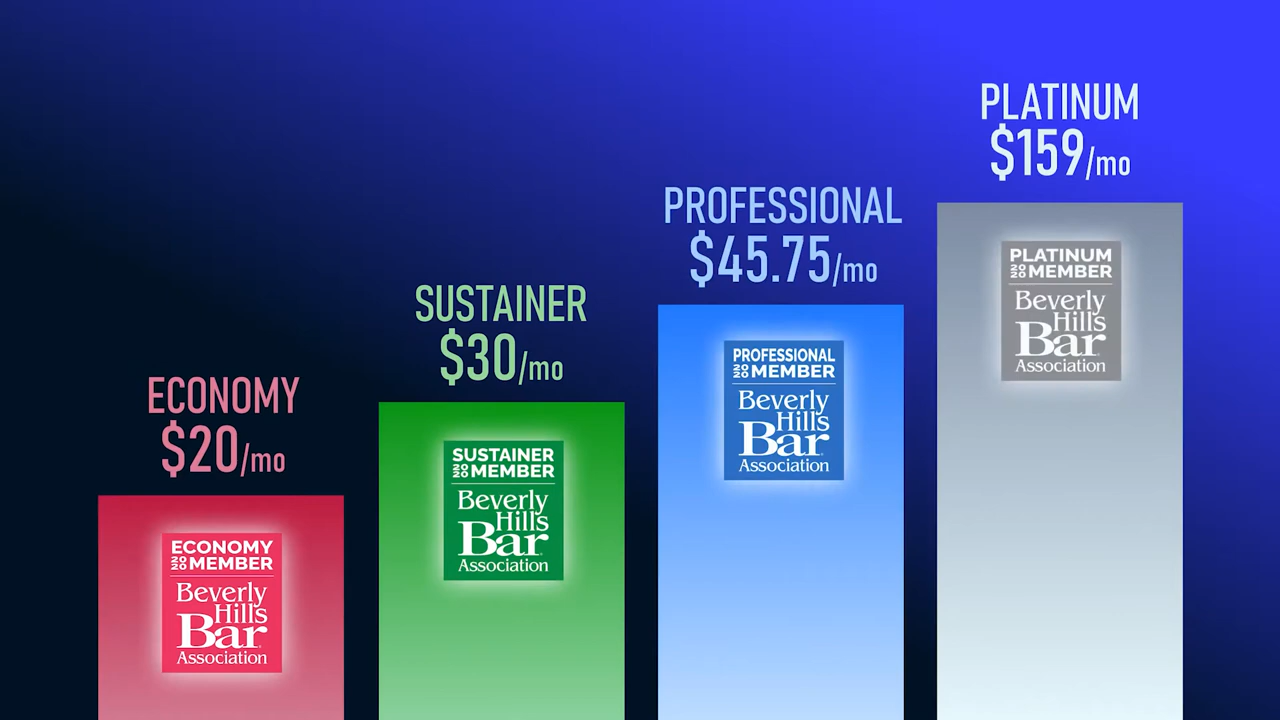 ECONOMY
$20/mo
ECONOMY
2020 MEMBER
Beverly
Hills
Bar
Association
SUSTAINER
$30/mo
SUSTAINER
2020 MEMBER
Beverly
Hills
Bar
Association
PROFESSIONAL
$45.75/mo
PROFESSIONAL
2020 MEMBER
Beverly
Hills
Bar
Association
PLATINUM
$159/mo
PLATINUM
2020 MEMBER
Beverly
Hills
Bar
Association